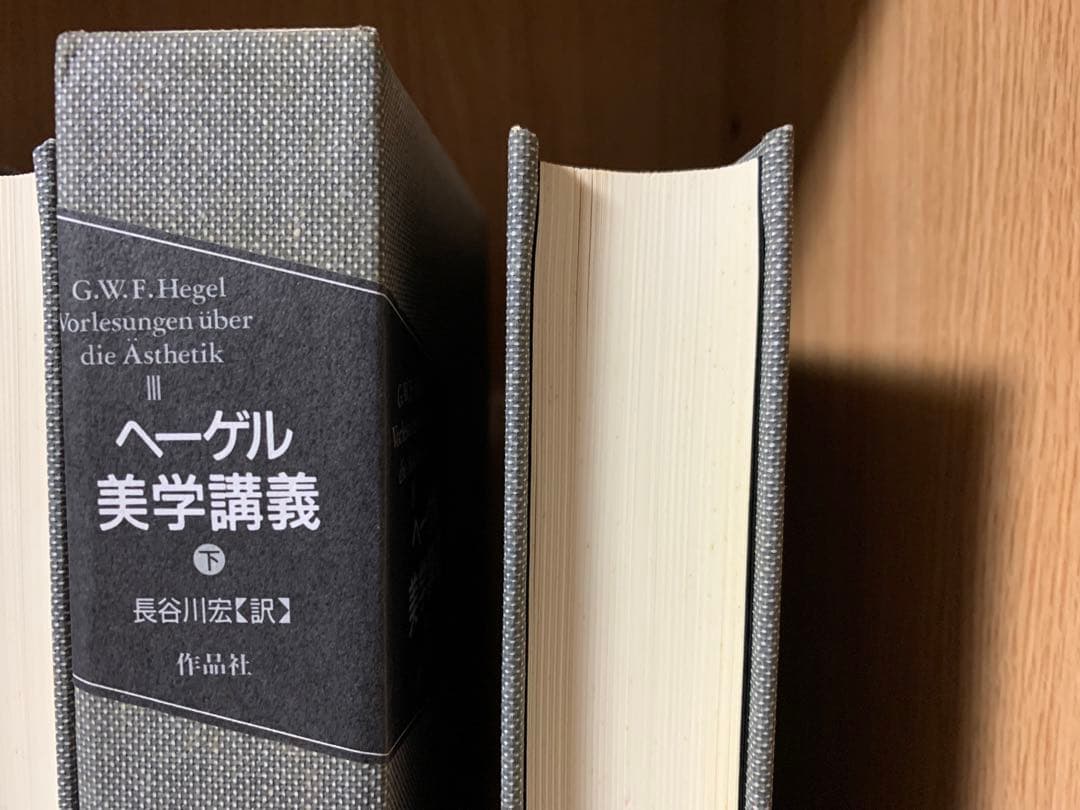 G.W.F.Hegel
Vorlesungen über
die Ästhetik
III
ヘーゲル
美学講義
下
長谷川宏【訳】
作品社